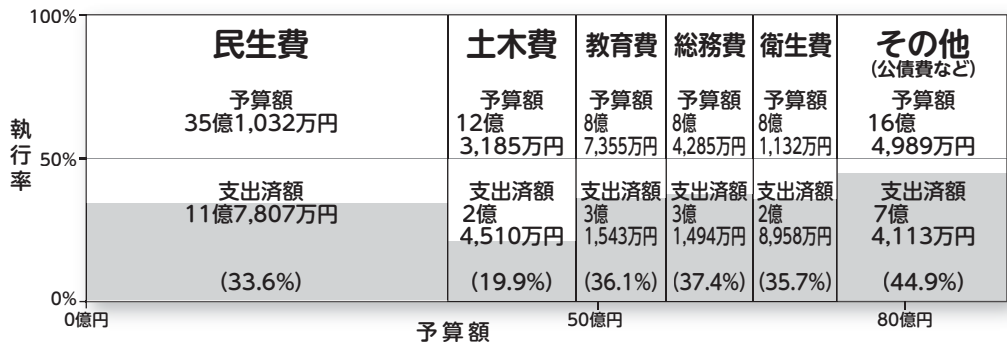 100%
50%
0%
執行率
民生費
予算額
35億1,032万円
支出済額
11億7,807万円
(33.6%)
土木費
予算額
12億
3,185万円
支出済額
2億
4,510万円
(19.9%)
教育費
予算額
8億
7,355万円
支出済額
3億
1,543万円
(36.1%)
総務費
予算額
8億
4,285万円
支出済額
3億
1,494万円
(37.4%)
衛生費
予算額
8億
1,132万円
支出済額
2億
8,958万円
(35.7%)
その他
(公債費など)
予算額
16億
4,989万円
支出済額
7億
4,113万円
(44.9%)
0億円
50億円
80億円
予算額